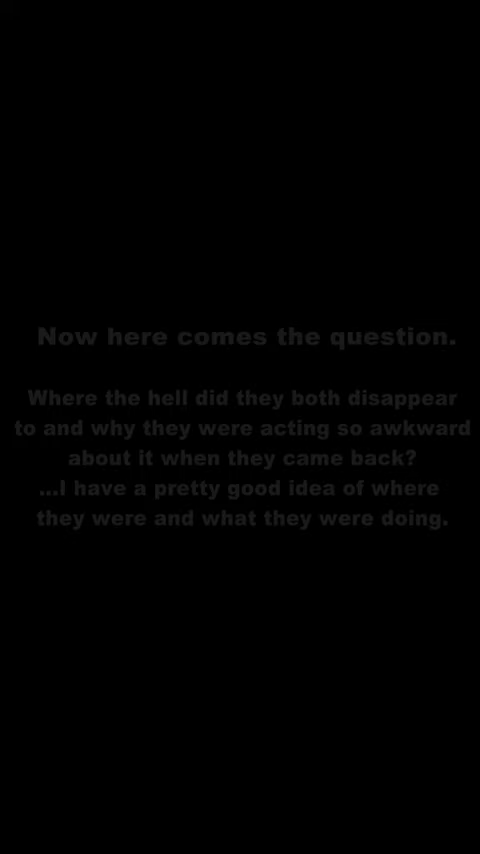 Now here comes the question.
Where the hell did they both disappear
to and why they were acting so awkward
about it when they came back?
...I have a pretty good idea of where
they were and what they were doing.